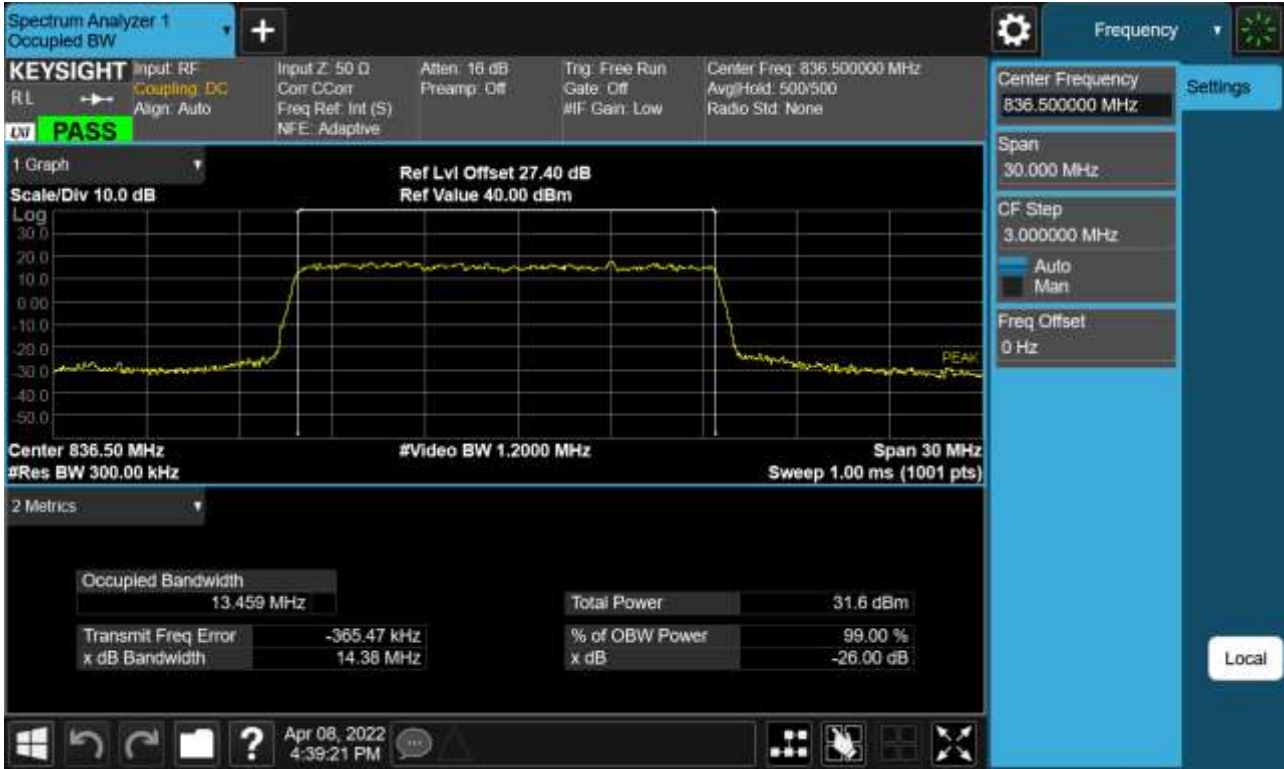 Spectrum Analyzer 1
Occupied BW
Frequency
KEYSIGHT
RL
PASS
Input: RF
Coupling: DC
Align: Auto
Input Z: 50 Ω
Corr CCorr
Freq Ref: Int (S)
NFE: Adaptive
Atten: 16 dB
Preamp: Off
Trig: Free Run
Gate: Off
#IF Gain: Low
Center Freq: 836.500000 MHz
Avg|Hold: 500/500
Radio Std: None
1 Graph
Scale/Div 10.0 dB
Ref Lvl Offset 27.40 dB
Ref Value 40.00 dBm
Log
30.0
20.0
10.0
0.00
-10.0
-20.0
-30.0
-40.0
-50.0
PEAK
Center 836.50 MHz
#Video BW 1.2000 MHz
Span 30 MHz
#Res BW 300.00 kHz
Sweep 1.00 ms (1001 pts)
2 Metrics
Occupied Bandwidth
13.459 MHz
Total Power 31.6 dBm
Transmit Freq Error -365.47 kHz
% of OBW Power 99.00 %
x dB Bandwidth 14.38 MHz
x dB -26.00 dB
Center Frequency
836.500000 MHz
Settings
Span
30.000 MHz
CF Step
3.000000 MHz
Auto
Man
Freq Offset
0 Hz
Local
?
Apr 08, 2022
4:39:21 PM